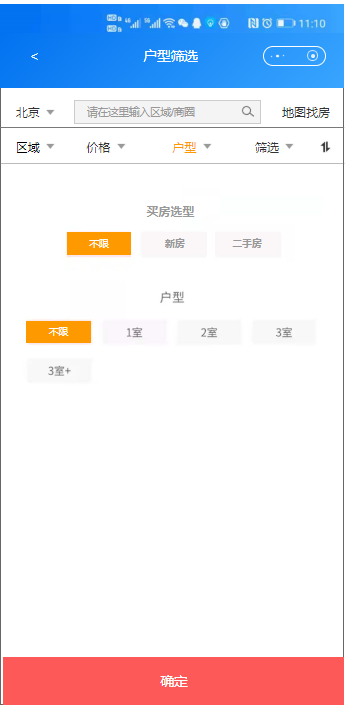 11:10
< 户型筛选
北京 请在这里输入区域/商圈 地图找房
区域 价格 户型 筛选
买房选型
不限 新房 二手房
户型
不限 1室 2室 3室
3室+
确定